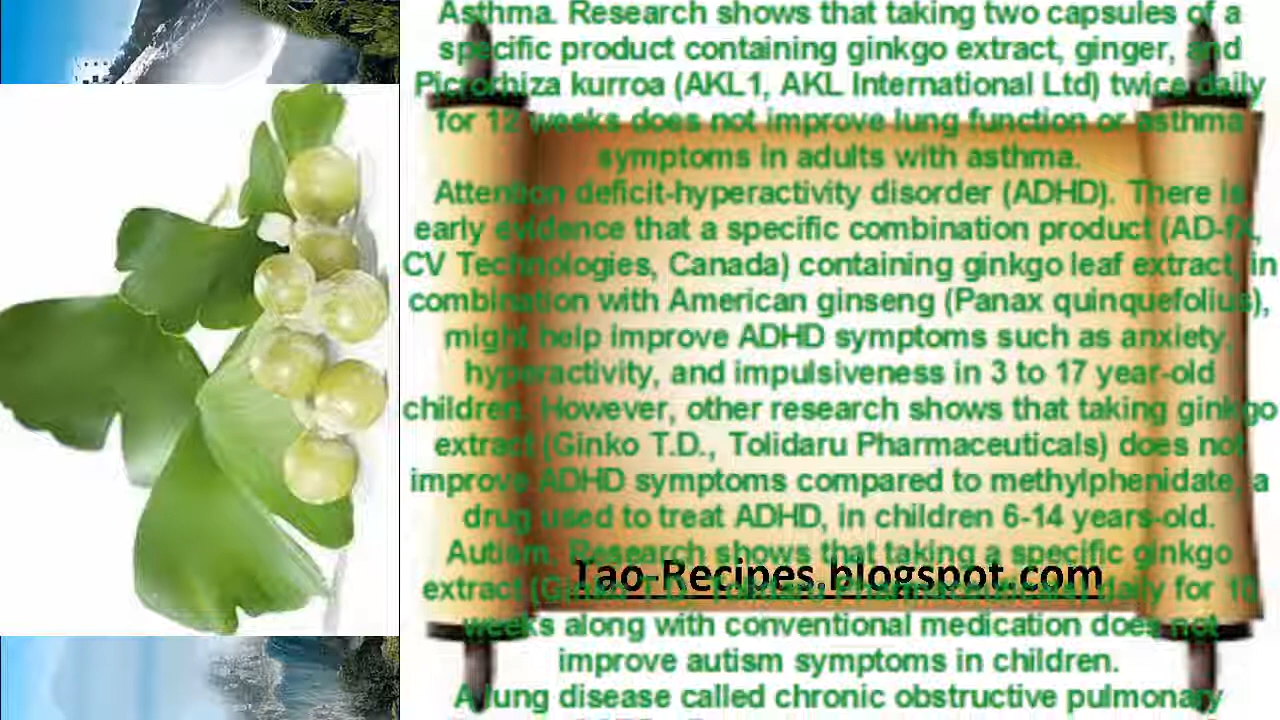 Asthma. Research shows that taking two capsules of a
specific product containing ginkgo extract, ginger, and
Picrorhiza kurroa (AKL1, AKL International Ltd) twice daily
for 12 weeks does not improve lung function or asthma
symptoms in adults with asthma.
Attention deficit-hyperactivity disorder (ADHD). There is
early evidence that a specific combination product (AD-fX,
CV Technologies, Canada) containing ginkgo leaf extract, in
combination with American ginseng (Panax quinquefolius),
might help improve ADHD symptoms such as anxiety,
hyperactivity, and impulsiveness in 3 to 17 year-old
children. However, other research shows that taking ginkgo
extract (Ginko T.D., Tolidaru Pharmaceuticals) does not
improve ADHD symptoms compared to methylphenidate, a
drug used to treat ADHD, in children 6-14 years-old.
Autism. Research shows that taking a specific ginkgo
Tao-Recipes.blogspot.com
extract daily for 10
weeks along with conventional medication does not
improve autism symptoms in children.
A lung disease called chronic obstructive pulmonary